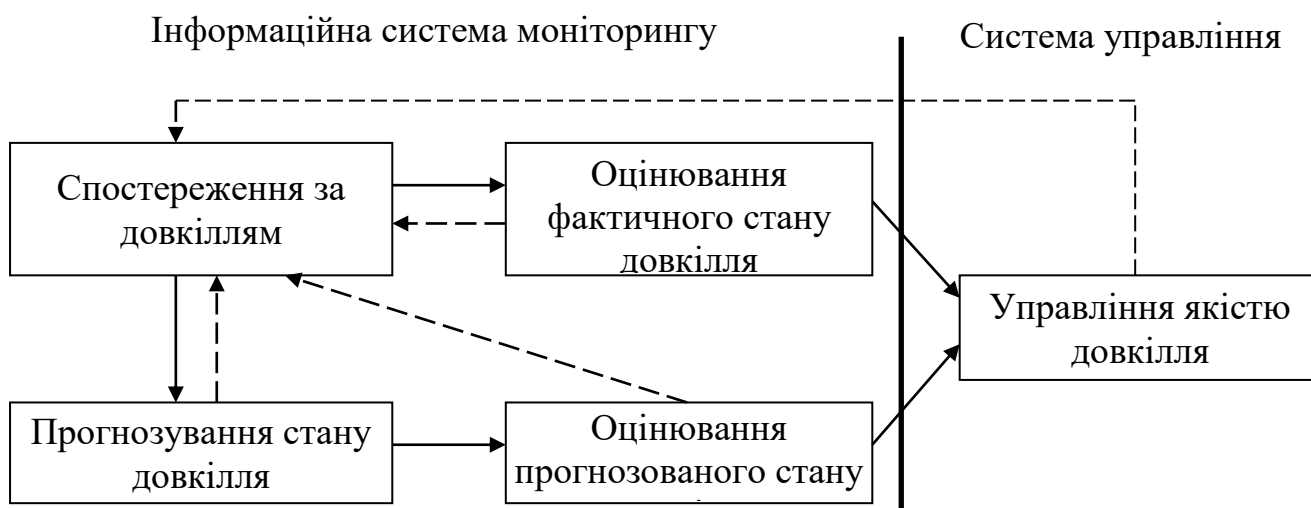 Інформаційна система моніторингу
Система управління
Спостереження за
довкіллям
Оцінювання
фактичного стану
довкілля
Управління якістю
довкілля
Прогнозування стану
довкілля
Оцінювання
прогнозованого стану